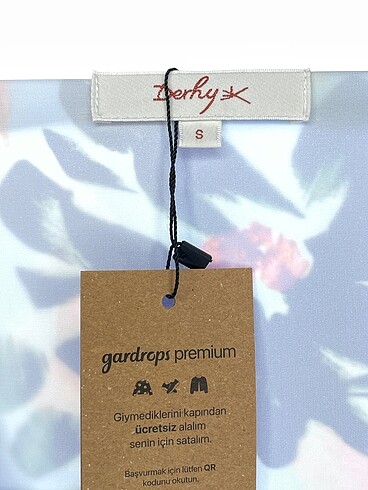 Derhy
S
gardrops premium
Giymediklerini kapından
ücretsiz alalım
senin için satalım.
Başvurmak için lütfen QR
kodunu okutun.